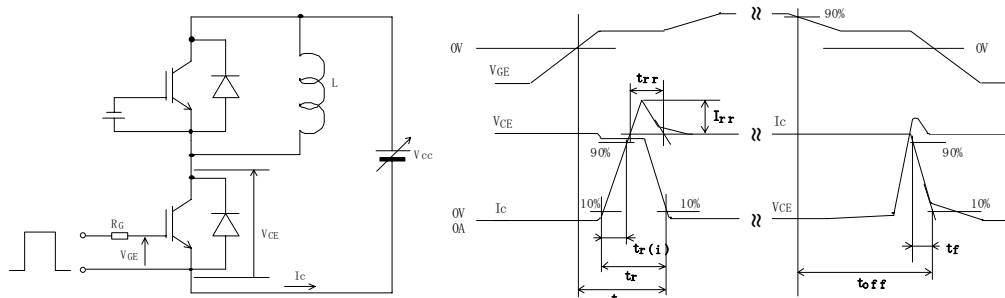 L
Vcc
RG
VGE
VCE
Ic
90%
0V
0V
VGE
trr
Irr
VCE
Ic
90%
90%
10%
10%
10%
0V
0A
Ic
VCE
tr(i)
tr
tf
toff